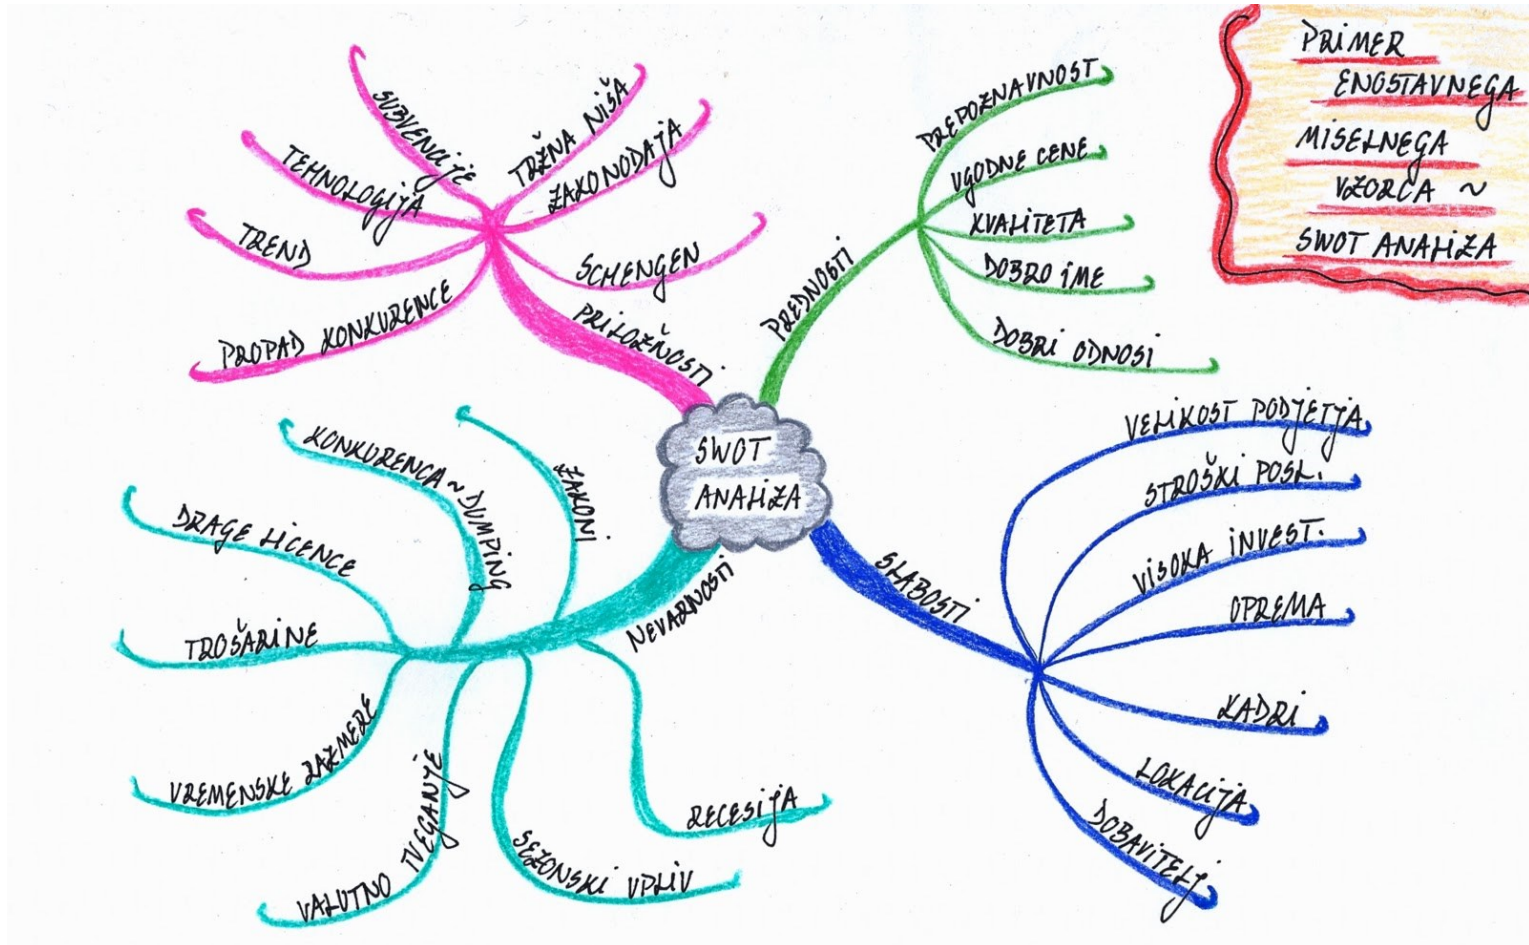 PRIMER
ENOSTAVNEGA
MISELNEGA
VZORCA ~
SWOT ANALIZA
SWOT
ANALIZA
PREDNOSTI
PREPOZNAVNOST
UGODNE CENE
KVALITETA
DOBRO IME
DOBRI ODNOSI
SLABOSTI
VELIKOST PODJETJA
STROŠKI POSL.
VISOKA INVEST.
OPREMA
KADRI
LOKACIJA
DOBAVITELJ
NEVARNOSTI
RECESIJA
SEZONSKI VPLIV
VALUTNO TVEGANJE
VREMENSKE RAZMERE
TROŠARINE
DRAGE LICENCE
KONKURENCA ~ DUMPING
ZAKONI
PRILOŽNOSTI
PROPAD KONKURENCE
TREND
TEHNOLOGIJA
SUBVENCIJE
TRŽNA NIŠA
ZAKONODAJA
SCHENGEN